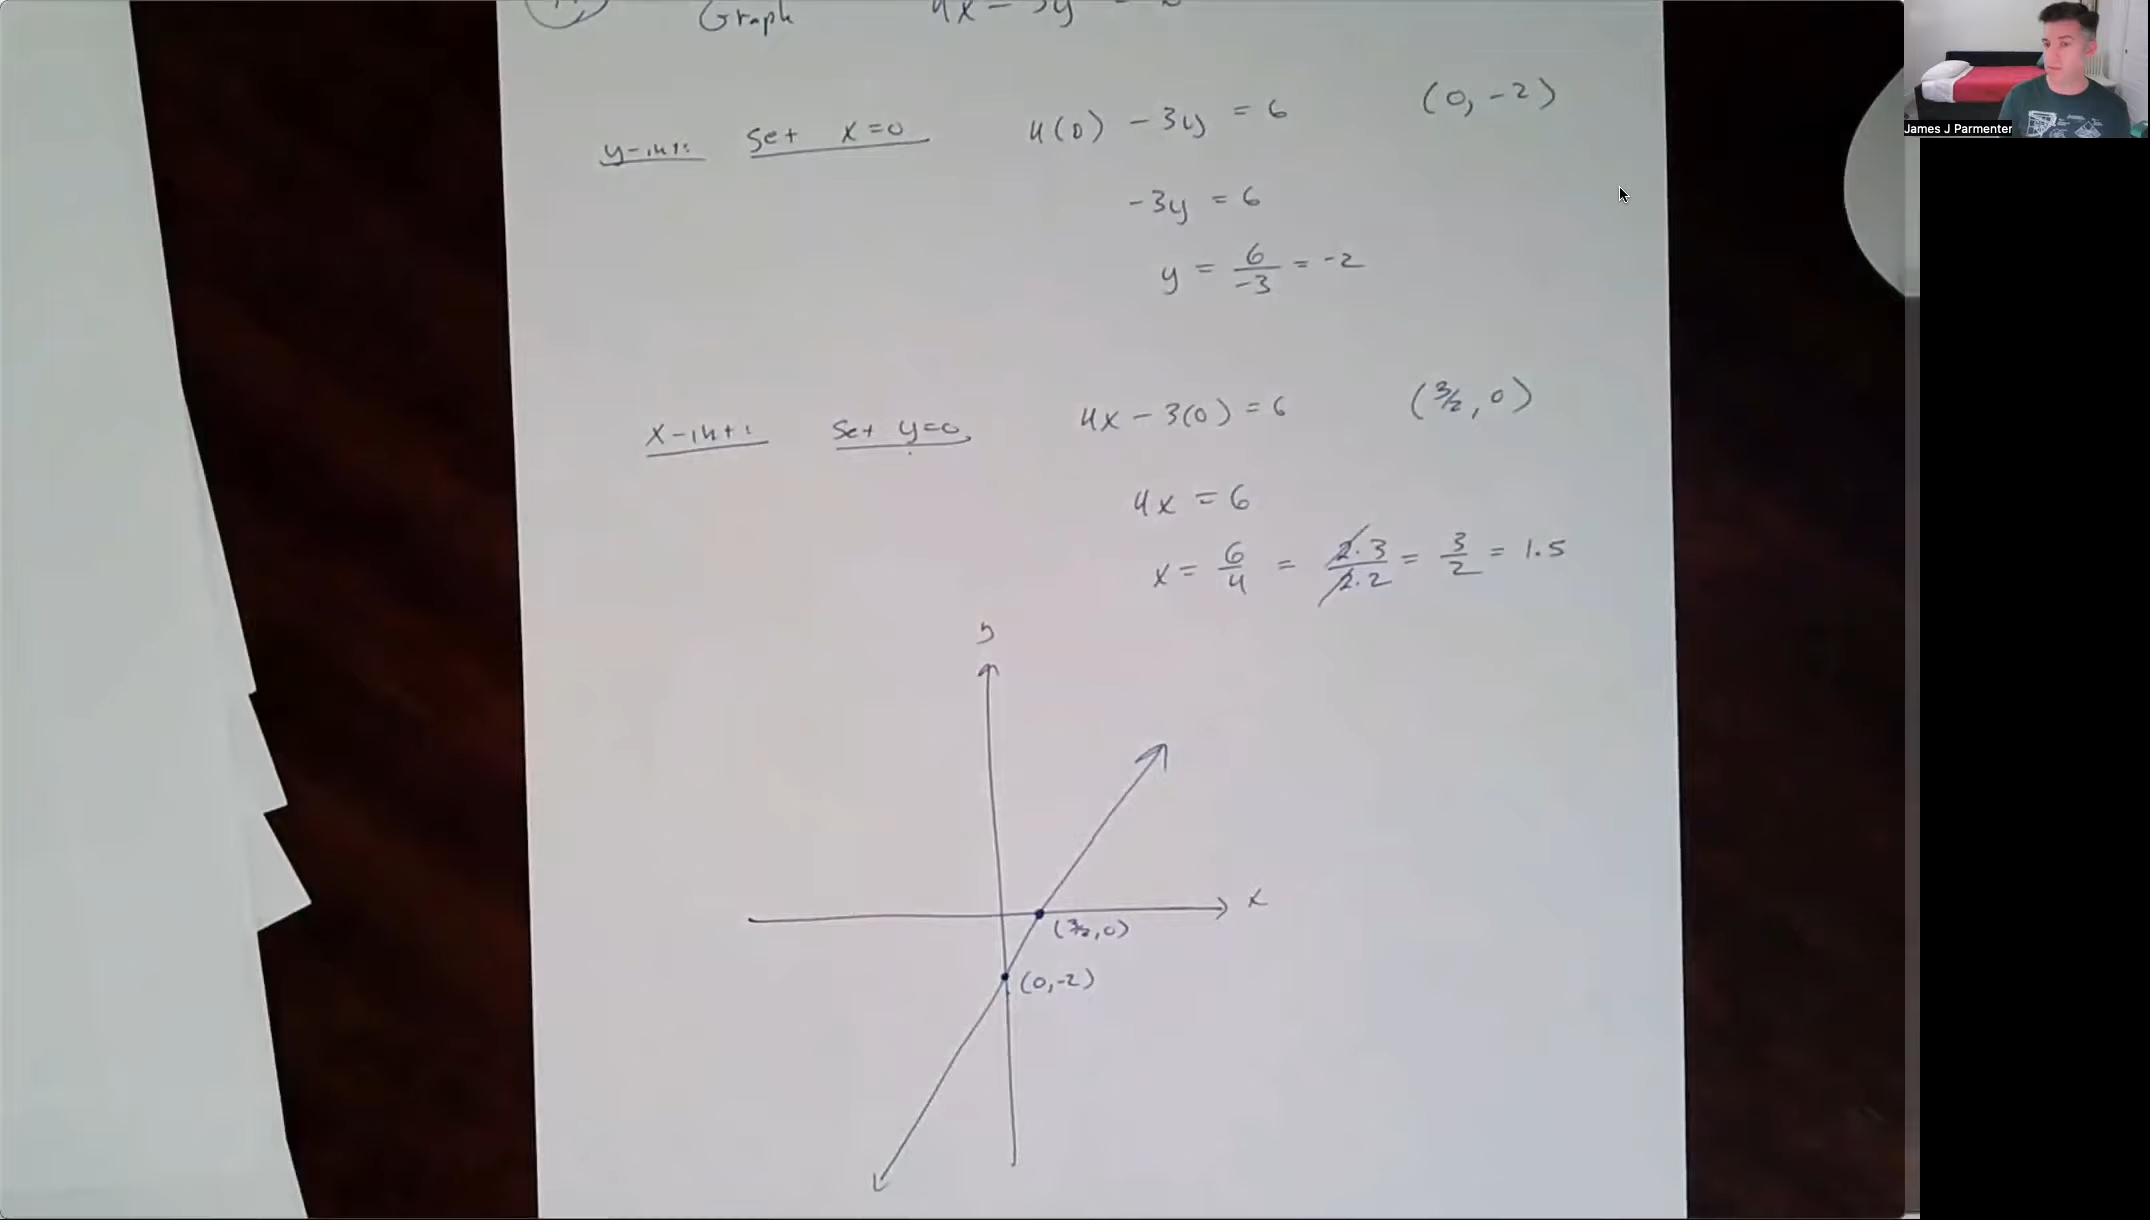 Graph 4x - 3y =
y-int: Set x=0 4(0) - 3y = 6 (0, -2)
-3y = 6
y = 6/-3 = -2
x-int: Set y=0 4x - 3(0) = 6 (3/2, 0)
4x = 6
x = 6/4 = 2·3/2·2 = 3/2 = 1.5
y
x
(3/2, 0)
(0, -2)
James J Parmenter